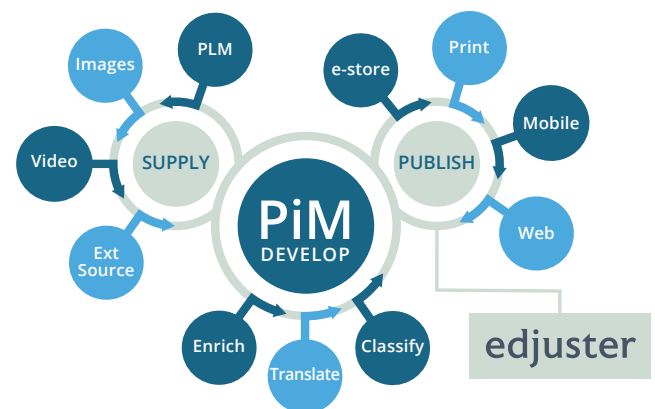 PLM
Images
Video
Ext
Source
SUPPLY
PiM
DEVELOP
Enrich
Translate
Classify
e-store
Print
Mobile
Web
PUBLISH
edjuster